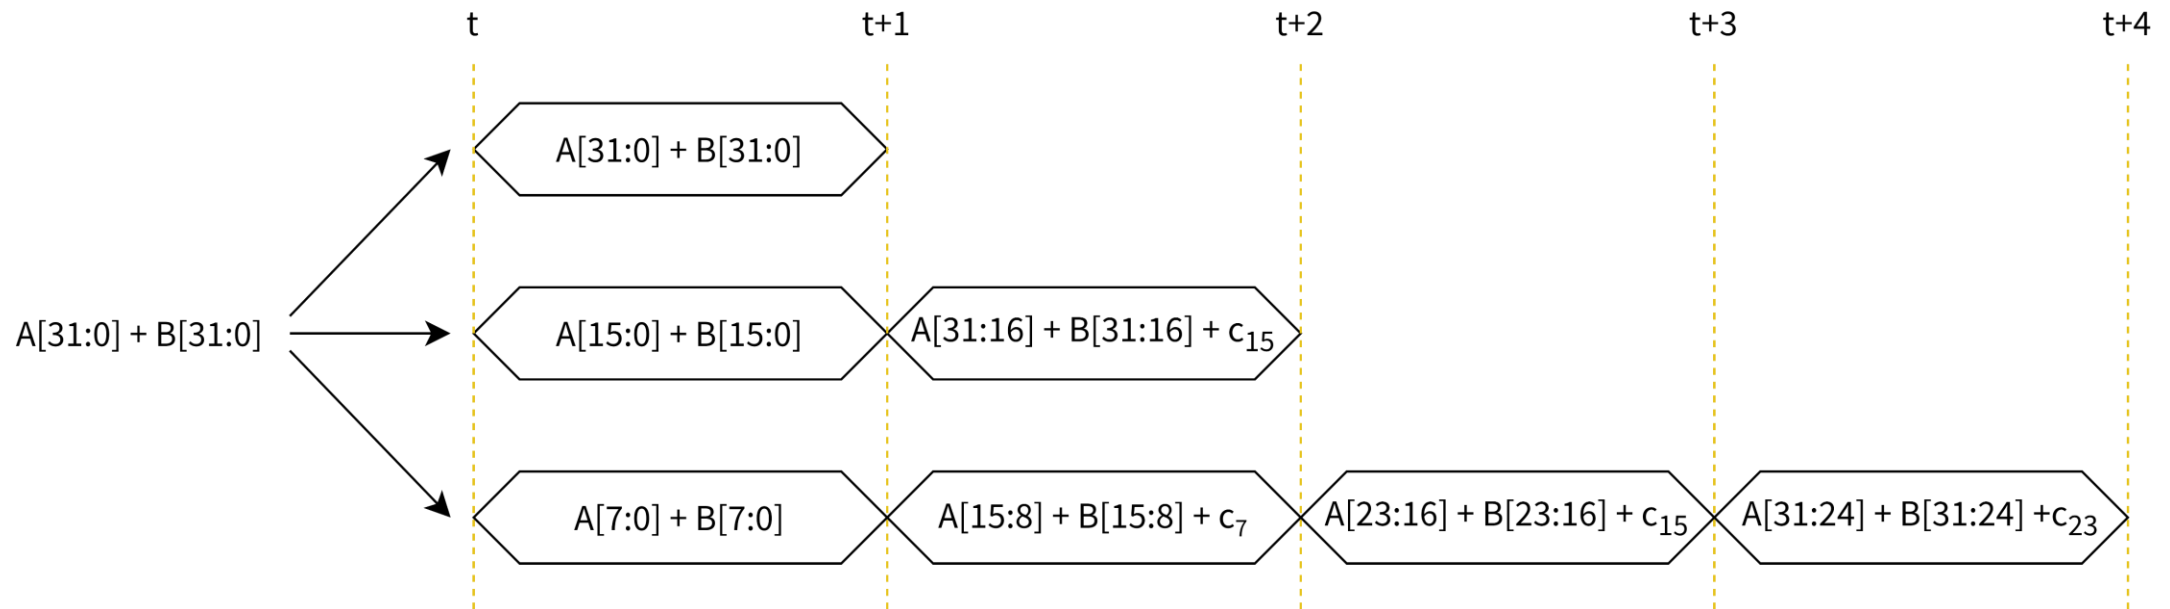 t t+1 t+2 t+3 t+4
A[31:0] + B[31:0]
A[31:0] + B[31:0]
A[15:0] + B[15:0] A[31:16] + B[31:16] + c15
A[7:0] + B[7:0] A[15:8] + B[15:8] + c7 A[23:16] + B[23:16] + c15 A[31:24] + B[31:24] +c23